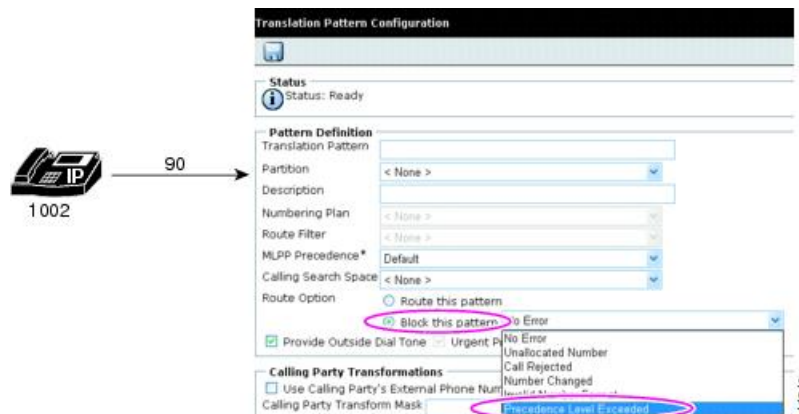 Translation Pattern Configuration
Status
Status: Ready
Pattern Definition
Translation Pattern
Partition < None >
Description
Numbering Plan < None >
Route Filter < None >
MLPP Precedence* Default
Calling Search Space < None >
Route Option Route this pattern
Block this pattern No Error
Provide Outside Dial Tone Urgent
No Error
Unallocated Number
Call Rejected
Number Changed
Precedence Level Exceeded
Calling Party Transformations
Use Calling Party's External Phone
Calling Party Transform Mask
90
IP
1002